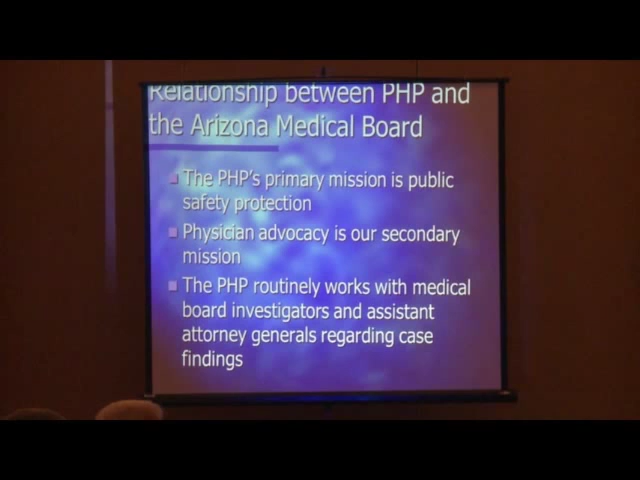 Relationship between PHP and
the Arizona Medical Board
The PHP's primary mission is public
safety protection
Physician advocacy is our secondary
mission
The PHP routinely works with medical
board investigators and assistant
attorney generals regarding case
findings